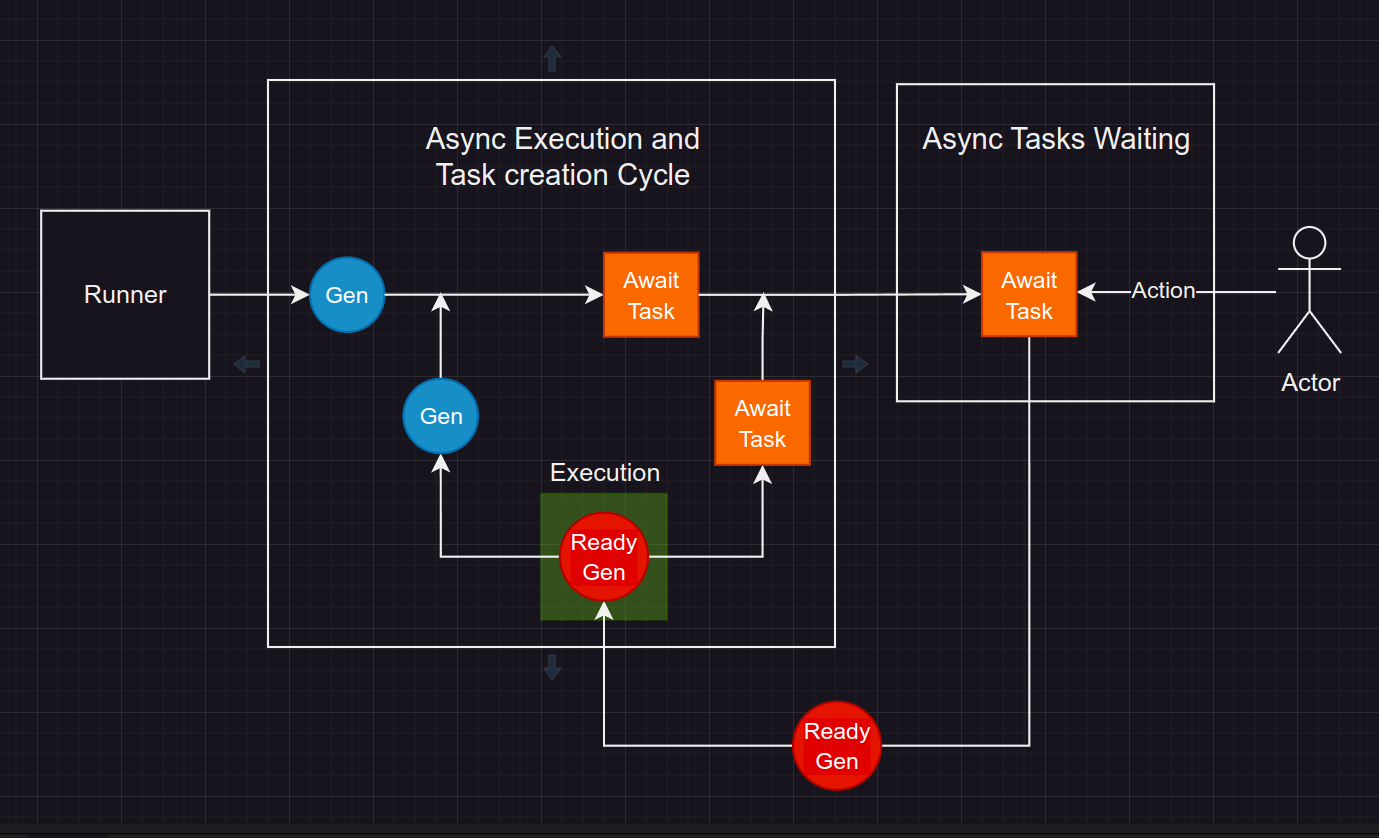 Async Execution and
Task creation Cycle
Async Tasks Waiting
Runner
Gen
Await
Task
Await
Task
Action
Actor
Gen
Await
Task
Execution
Ready
Gen
Ready
Gen